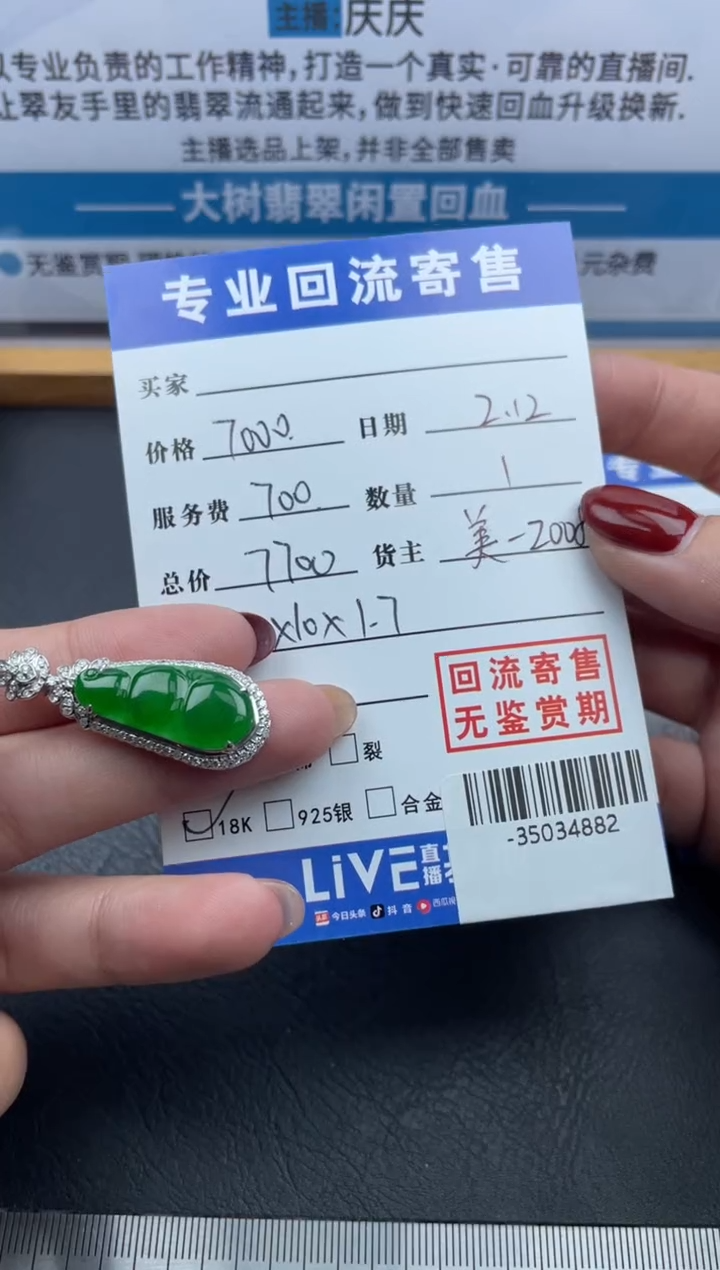 主播:庆庆
以专业负责的工作精神,打造一个真实·可靠的直播间.
让翠友手里的翡翠流通起来,做到快速回血升级换新.
主播选品上架,并非全部售卖
大树翡翠闲置回血
无鉴赏期 元杂费
专业回流寄售
买家
价格 7000. 日期 2.12
服务费 700. 数量 1
总价 7700 货主 美-2000
x10x1.7
回流寄售
无鉴赏期
裂
18K 925银 合金
-35034882
LiVE 直播
今日头条 抖音 西瓜视